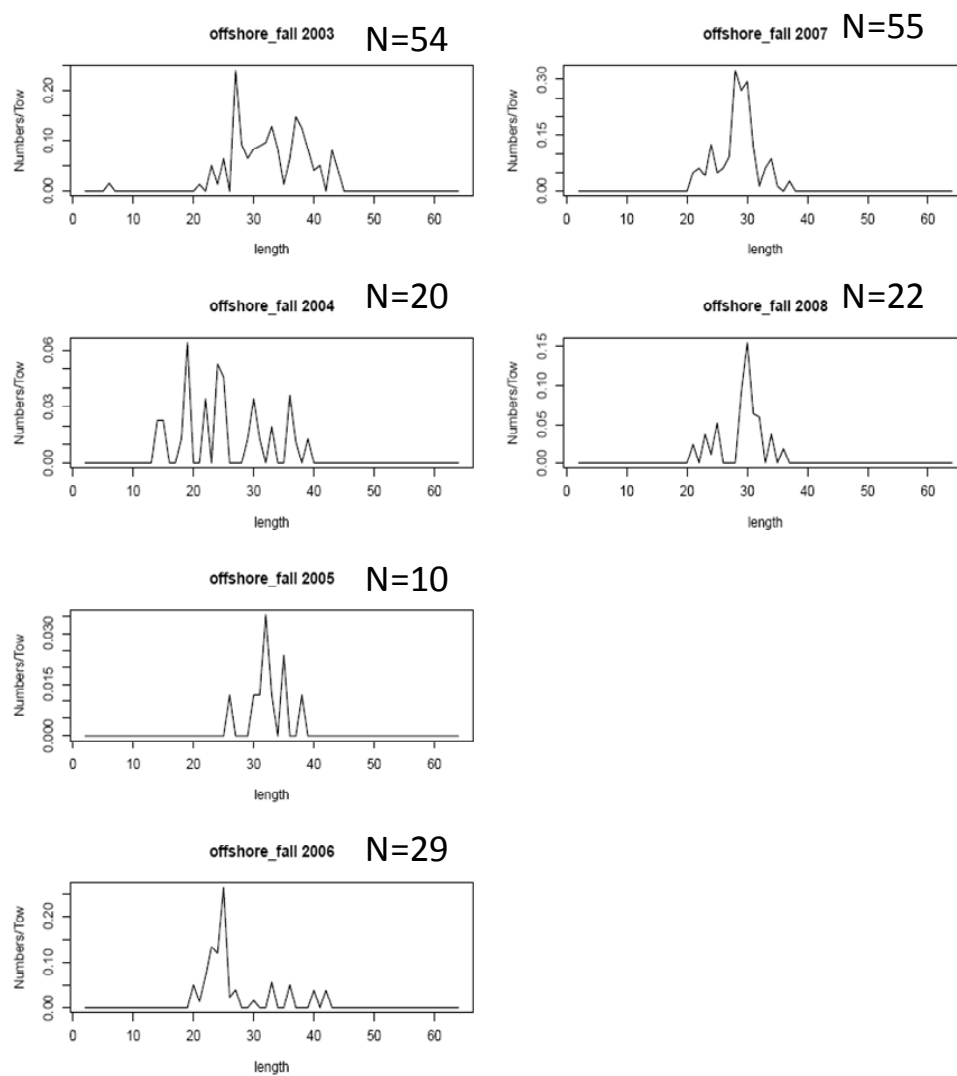 offshore_fall 2003 N=54
Numbers/Tow
0.00 0.10 0.20
0 10 20 30 40 50 60
length
offshore_fall 2007 N=55
Numbers/Tow
0.00 0.10 0.20 0.30
0 10 20 30 40 50 60
length
offshore_fall 2004 N=20
Numbers/Tow
0.00 0.03 0.06
0 10 20 30 40 50 60
length
offshore_fall 2008 N=22
Numbers/Tow
0.00 0.05 0.10 0.15
0 10 20 30 40 50 60
length
offshore_fall 2005 N=10
Numbers/Tow
0.000 0.015 0.030
0 10 20 30 40 50 60
length
offshore_fall 2006 N=29
Numbers/Tow
0.00 0.10 0.20
0 10 20 30 40 50 60
length